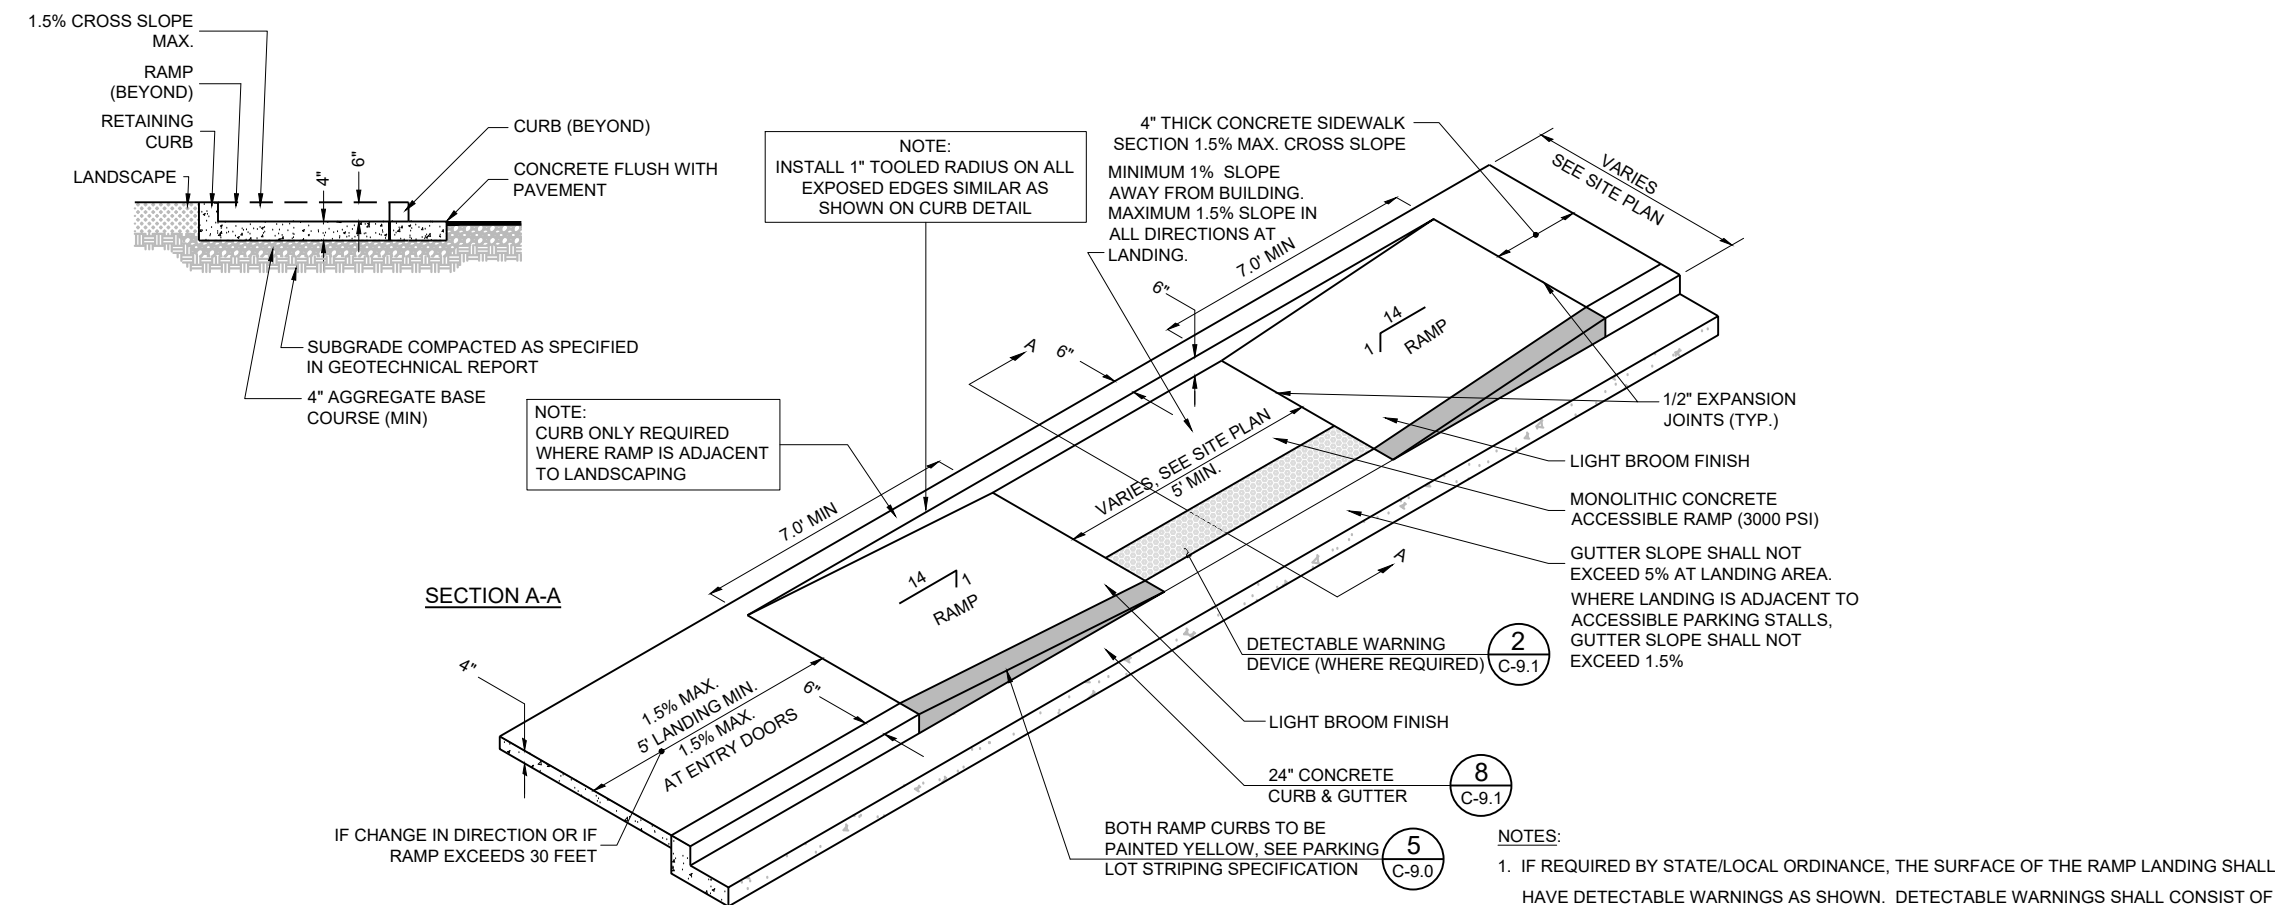 1.5% CROSS SLOPE
MAX.
RAMP
(BEYOND)
RETAINING
CURB
LANDSCAPE
4"
6"
CURB (BEYOND)
CONCRETE FLUSH WITH
PAVEMENT
SUBGRADE COMPACTED AS SPECIFIED
IN GEOTECHNICAL REPORT
4" AGGREGATE BASE
COURSE (MIN)
SECTION A-A
NOTE:
INSTALL 1" TOOLED RADIUS ON ALL
EXPOSED EDGES SIMILAR AS
SHOWN ON CURB DETAIL
NOTE:
CURB ONLY REQUIRED
WHERE RAMP IS ADJACENT
TO LANDSCAPING
4" THICK CONCRETE SIDEWALK
SECTION 1.5% MAX. CROSS SLOPE
MINIMUM 1% SLOPE
AWAY FROM BUILDING.
MAXIMUM 1.5% SLOPE IN
ALL DIRECTIONS AT
LANDING.
VARIES
SEE SITE PLAN
7.0' MIN
6"
14
1
RAMP
A
6"
VARIES, SEE SITE PLAN
5' MIN.
7.0' MIN
14
1
RAMP
A
4"
1.5% MAX.
5' LANDING MIN.
1.5% MAX.
AT ENTRY DOORS
6"
IF CHANGE IN DIRECTION OR IF
RAMP EXCEEDS 30 FEET
1/2" EXPANSION
JOINTS (TYP.)
LIGHT BROOM FINISH
MONOLITHIC CONCRETE
ACCESSIBLE RAMP (3000 PSI)
GUTTER SLOPE SHALL NOT
EXCEED 5% AT LANDING AREA.
WHERE LANDING IS ADJACENT TO
ACCESSIBLE PARKING STALLS,
GUTTER SLOPE SHALL NOT
EXCEED 1.5%
DETECTABLE WARNING
DEVICE (WHERE REQUIRED)
2
C-9.1
LIGHT BROOM FINISH
24" CONCRETE
CURB & GUTTER
8
C-9.1
BOTH RAMP CURBS TO BE
PAINTED YELLOW, SEE PARKING
LOT STRIPING SPECIFICATION
5
C-9.0
NOTES:
1. IF REQUIRED BY STATE/LOCAL ORDINANCE, THE SURFACE OF THE RAMP LANDING SHALL
HAVE DETECTABLE WARNINGS AS SHOWN. DETECTABLE WARNINGS SHALL CONSIST OF